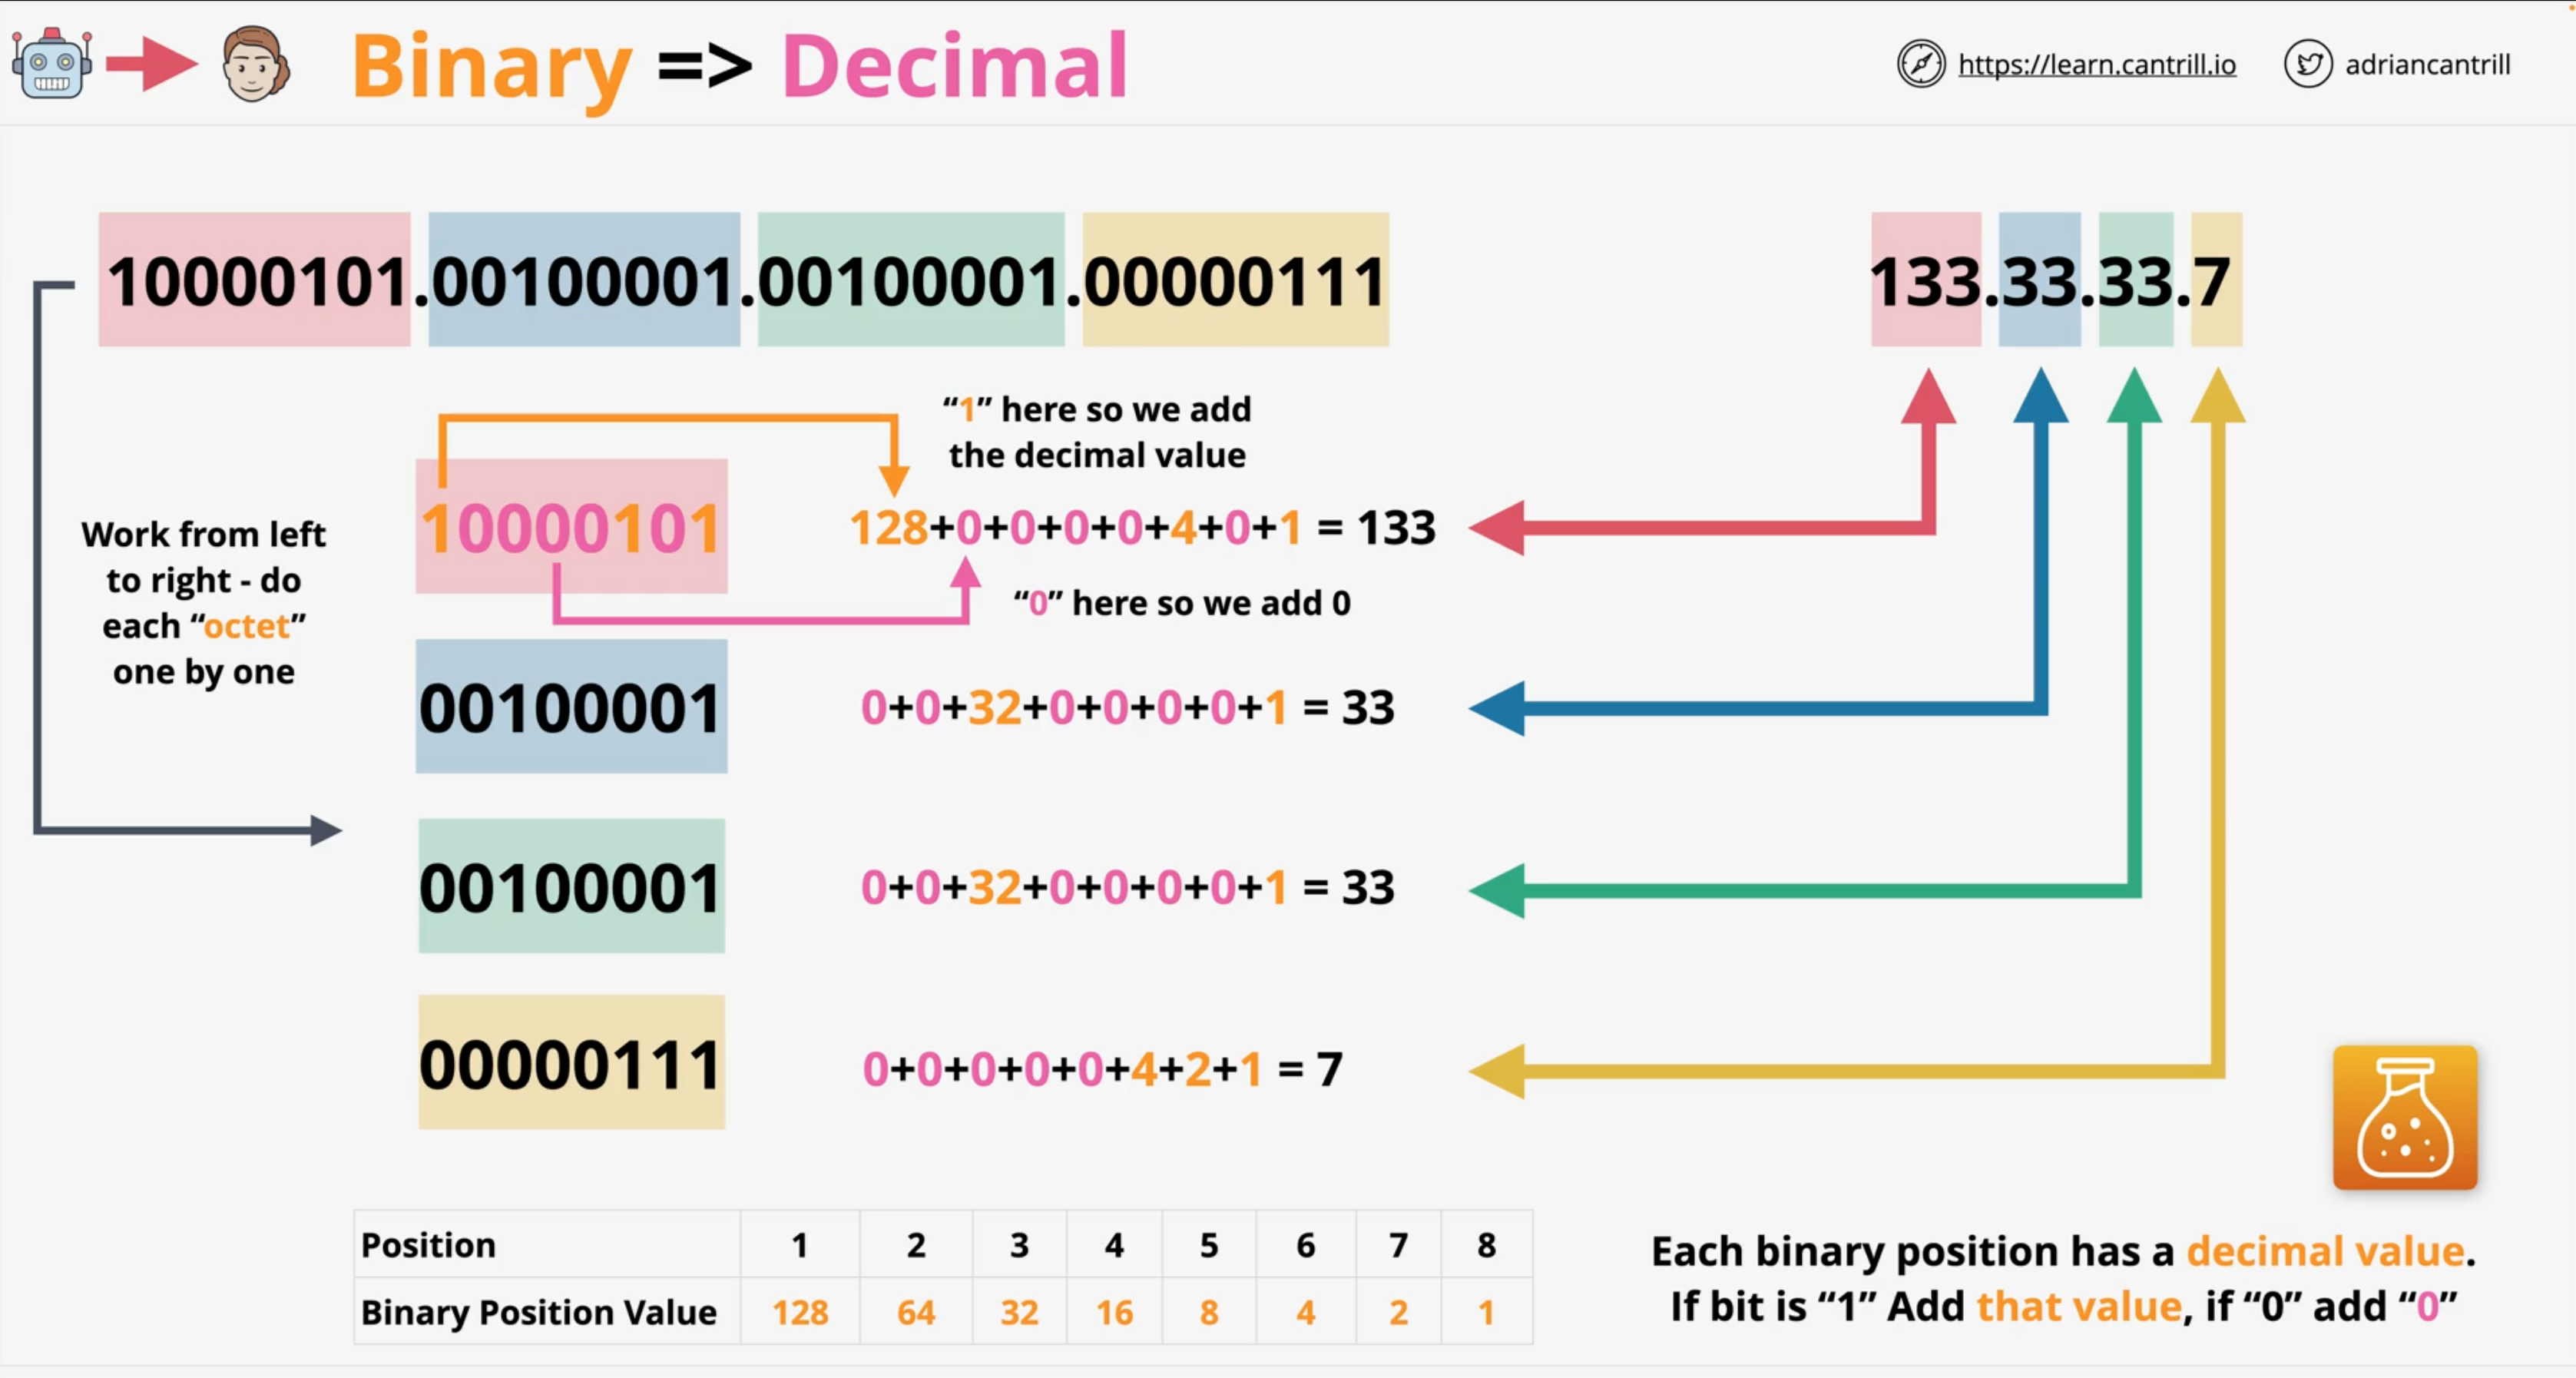 Binary => Decimal
https://learn.cantrill.io
adriancantrill
10000101.00100001.00100001.00000111
133.33.33.7
“1” here so we add
the decimal value
10000101
128+0+0+0+0+4+0+1 = 133
“0” here so we add 0
Work from left
to right - do
each “octet”
one by one
00100001
0+0+32+0+0+0+0+1 = 33
00100001
0+0+32+0+0+0+0+1 = 33
00000111
0+0+0+0+0+4+2+1 = 7
Position 1 2 3 4 5 6 7 8
Binary Position Value 128 64 32 16 8 4 2 1
Each binary position has a decimal value.
If bit is “1” Add that value, if “0” add “0”